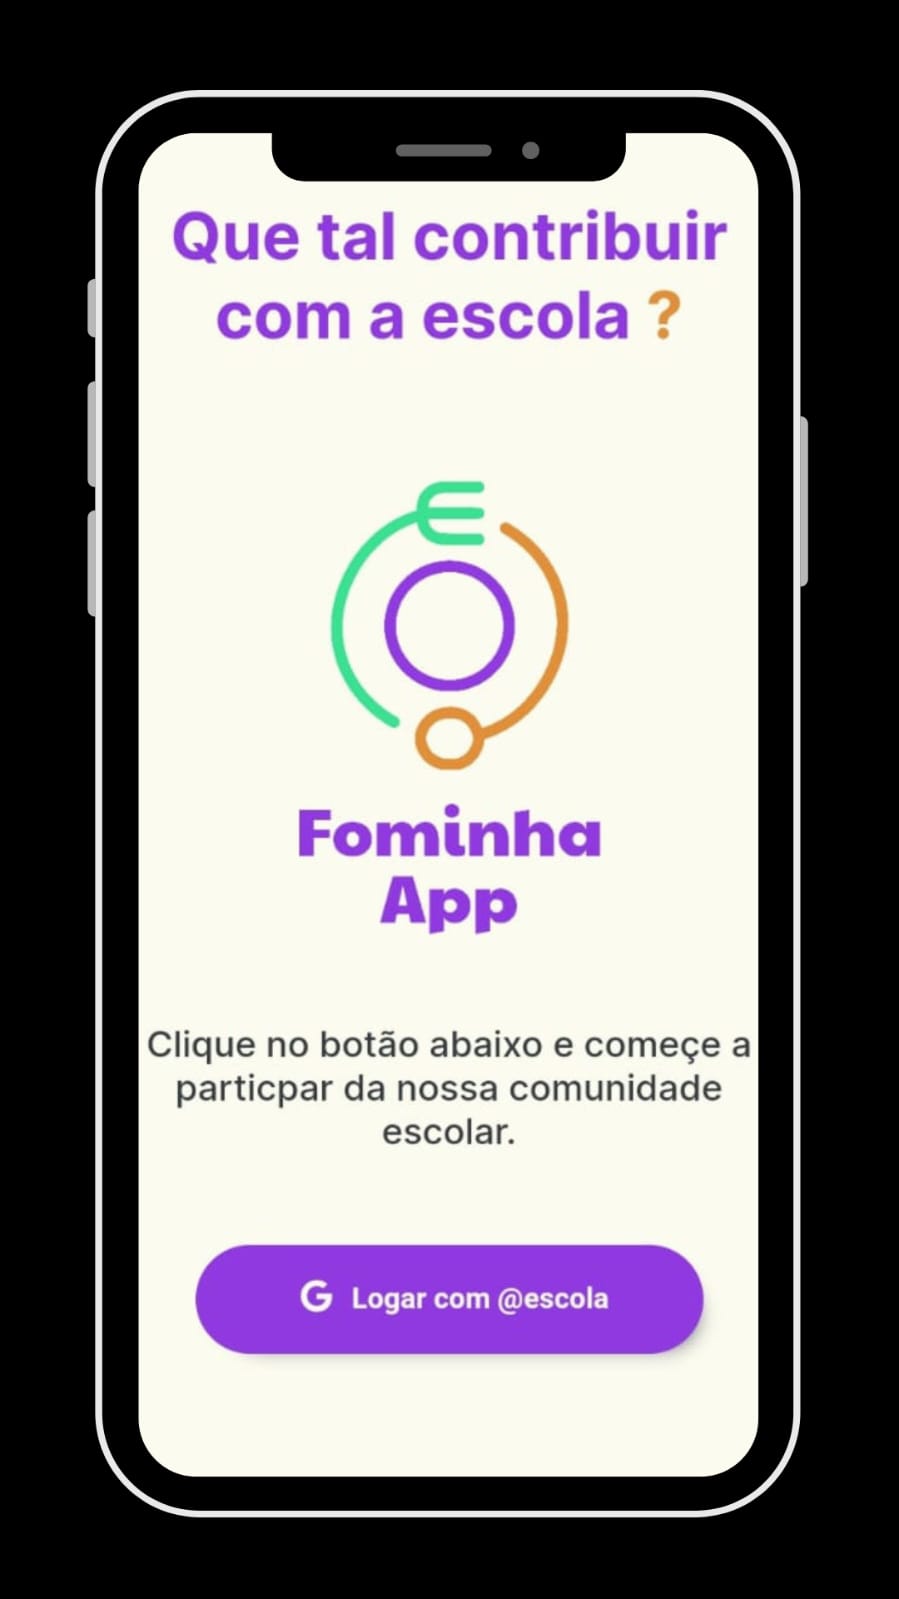 Que tal contribuir
com a escola ?
Fominha
App
Clique no botão abaixo e começe a
particpar da nossa comunidade
escolar.
G Logar com @escola